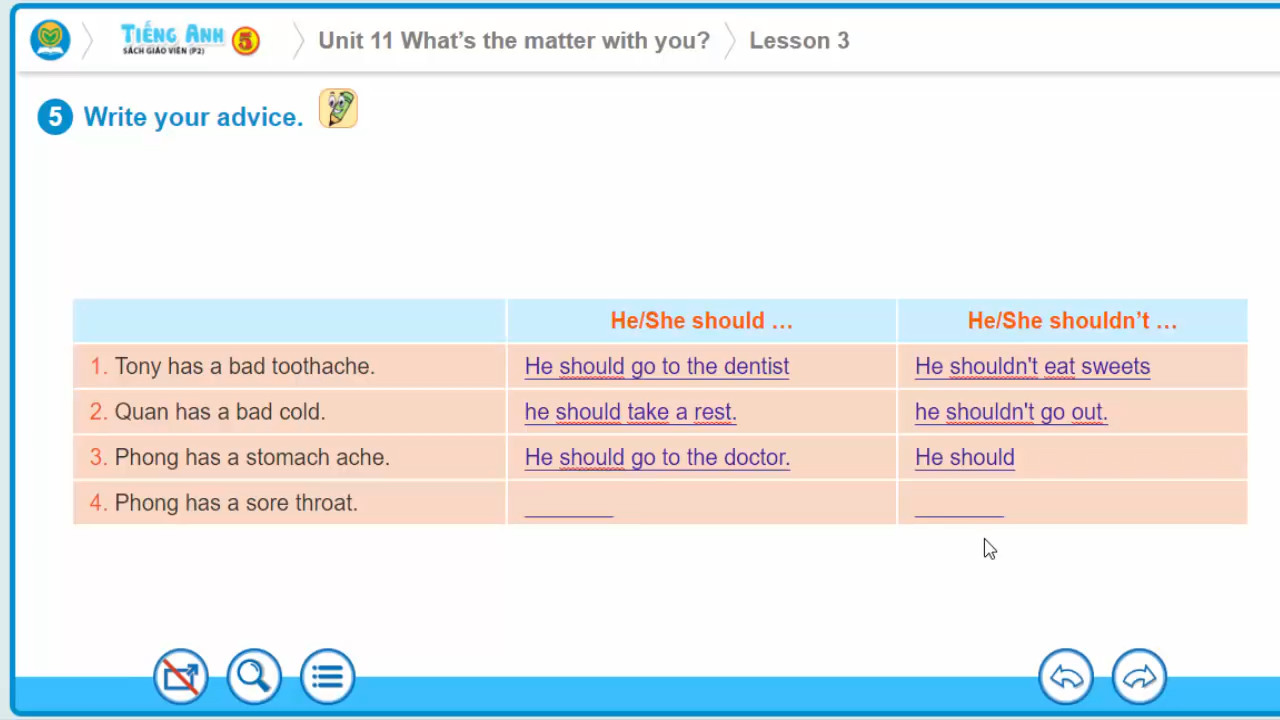 TIẾNG ANH 5
SÁCH GIÁO VIÊN (P2)
Unit 11 What's the matter with you?
Lesson 3
5 Write your advice.
He/She should …
He/She shouldn't …
1. Tony has a bad toothache.
He should go to the dentist
He shouldn't eat sweets
2. Quan has a bad cold.
he should take a rest.
he shouldn't go out.
3. Phong has a stomach ache.
He should go to the doctor.
He should
4. Phong has a sore throat.